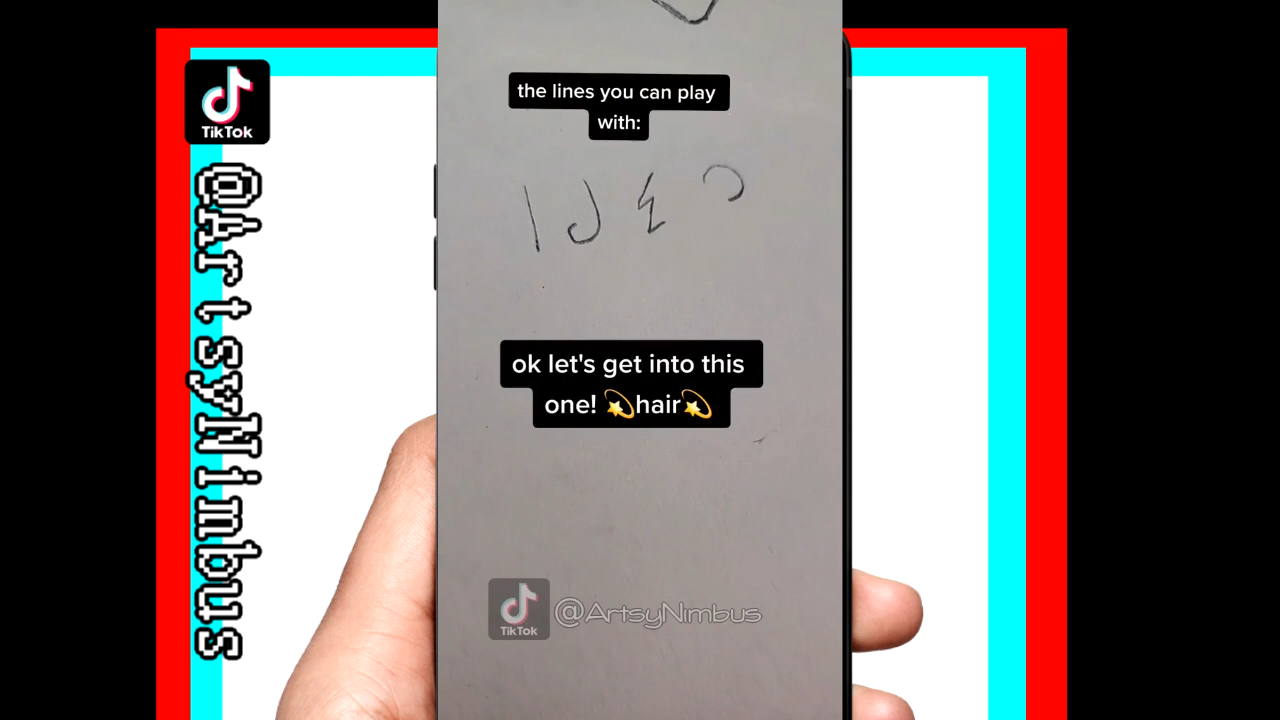 TikTok
@ArtsyNimbus
the lines you can play
with:
ok let's get into this
one! 💫hair💫
TikTok
@ArtsyNimbus